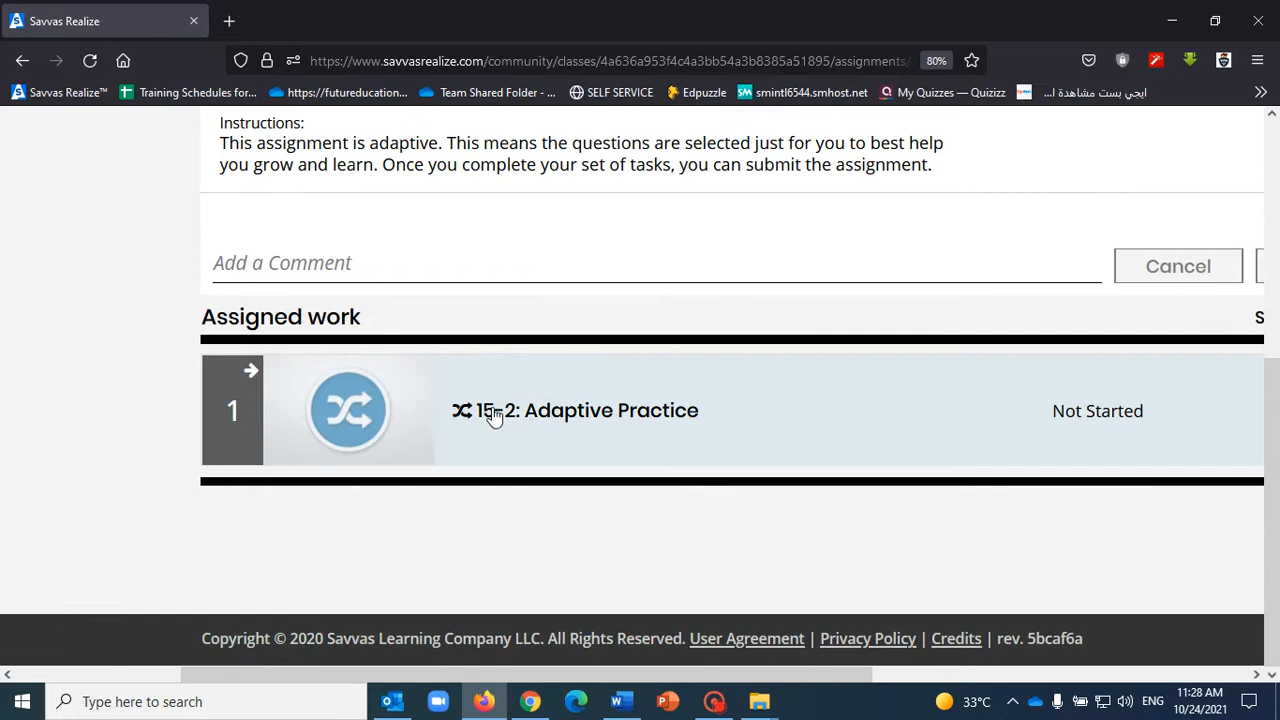 Savvas Realize
https://www.savvasrealize.com/community/classes/4a636a953f4c4a3bb54a3b8385a51895/assignments/
80%
Savvas Realize™
Training Schedules for...
https://futureeducation...
Team Shared Folder - ...
SELF SERVICE
Edpuzzle
smintl6544.snhost.net
My Quizzes — Quizizz
ايجي بست مشاهدة ا...
Instructions:
This assignment is adaptive. This means the questions are selected just for you to best help
you grow and learn. Once you complete your set of tasks, you can submit the assignment.
Add a Comment
Cancel
Assigned work
S
1
15-2: Adaptive Practice
Not Started
Copyright © 2020 Savvas Learning Company LLC. All Rights Reserved. User Agreement | Privacy Policy | Credits | rev. 5bcaf6a
Type here to search
33°C
ENG
11:28 AM
10/24/2021